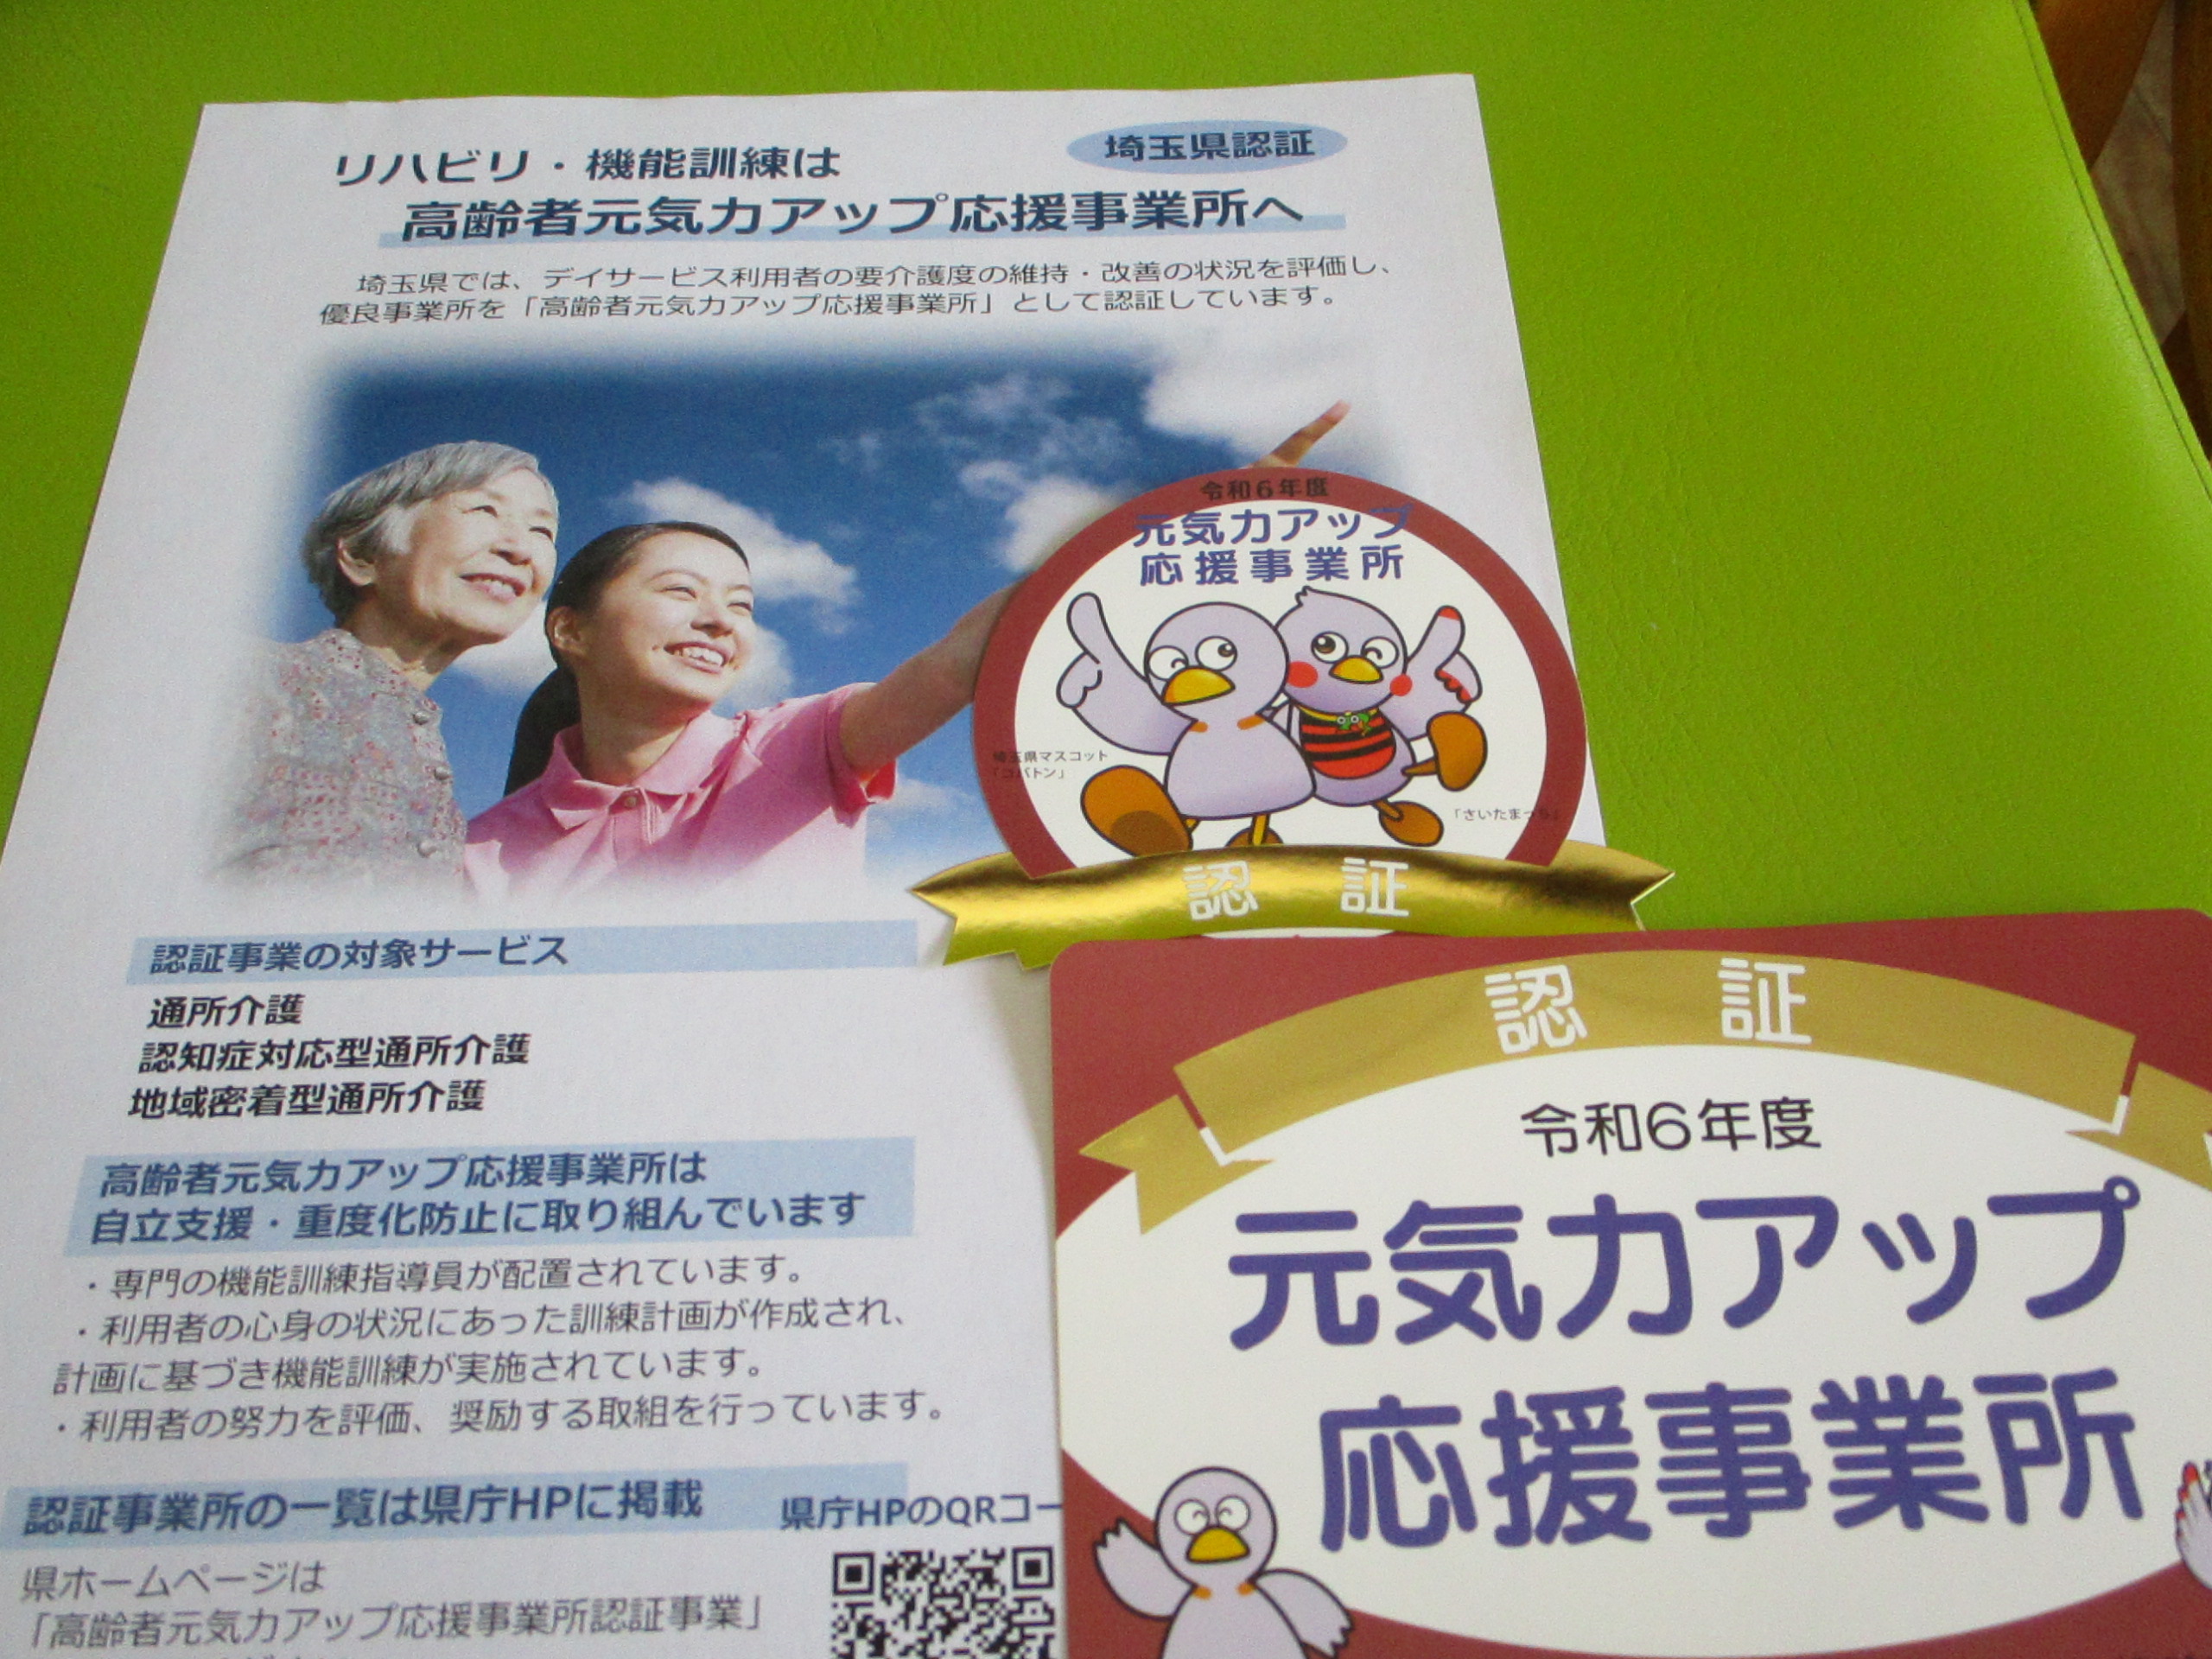 リハビリ・機能訓練は
埼玉県認証
高齢者元気力アップ応援事業所へ
埼玉県では、デイサービス利用者の要介護度の維持・改善の状況を評価し、
優良事業所を「高齢者元気力アップ応援事業所」として認証しています。
令和6年度
元気力アップ
応援事業所
埼玉県マスコット
「コバトン」
「さいたまっち」
認証
認証事業の対象サービス
通所介護
認知症対応型通所介護
地域密着型通所介護
高齢者元気力アップ応援事業所は
自立支援・重度化防止に取り組んでいます
・専門の機能訓練指導員が配置されています。
・利用者の心身の状況にあった訓練計画が作成され、
計画に基づき機能訓練が実施されています。
・利用者の努力を評価、奨励する取組を行っています。
認証事業所の一覧は県庁HPに掲載
県庁HPのQRコー
県ホームページは
「高齢者元気力アップ応援事業所認証事業」
認証
令和6年度
元気力アップ
応援事業所